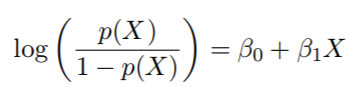 log(p(X) / (1 − p(X))) = β₀ + β₁X